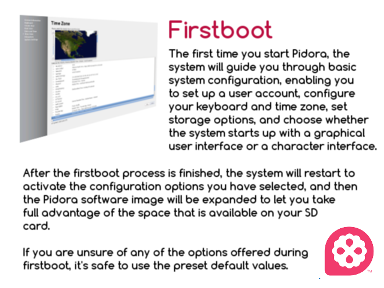 Time Zone
Firstboot
The first time you start Pidora, the
system will guide you through basic
system configuration, enabling you
to set up a user account, configure
your keyboard and time zone, set
storage options, and choose whether
the system starts up with a graphical
user interface or a character interface.
After the firstboot process is finished, the system will restart to
activate the configuration options you have selected, and then
the Pidora software image will be expanded to let you take
full advantage of the space that is available on your SD
card.
If you are unsure of any of the options offered during
firstboot, it's safe to use the preset default values.